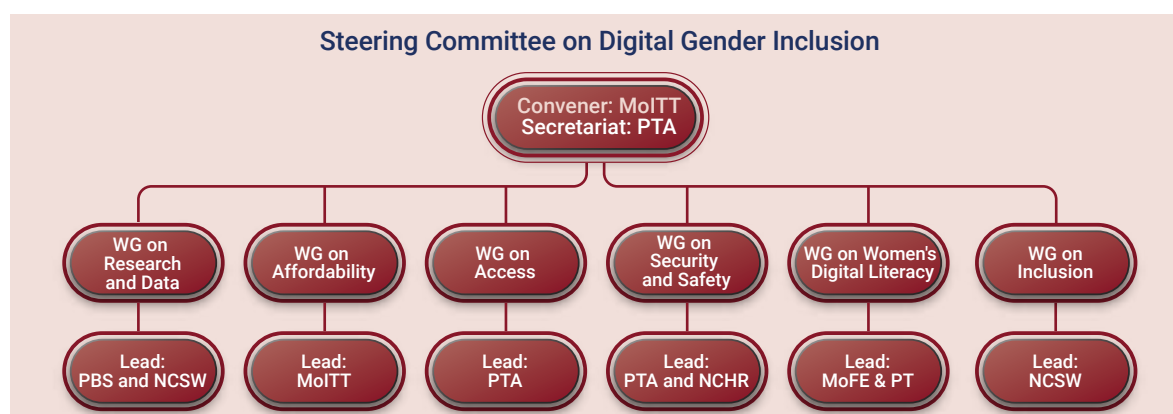 Steering Committee on Digital Gender Inclusion
Convener: MoITT
Secretariat: PTA
WG on
Research
and Data
WG on
Affordability
WG on
Access
WG on
Security
and Safety
WG on Women's
Digital Literacy
WG on
Inclusion
Lead:
PBS and NCSW
Lead:
MoITT
Lead:
PTA
Lead:
PTA and NCHR
Lead:
MoFE & PT
Lead:
NCSW